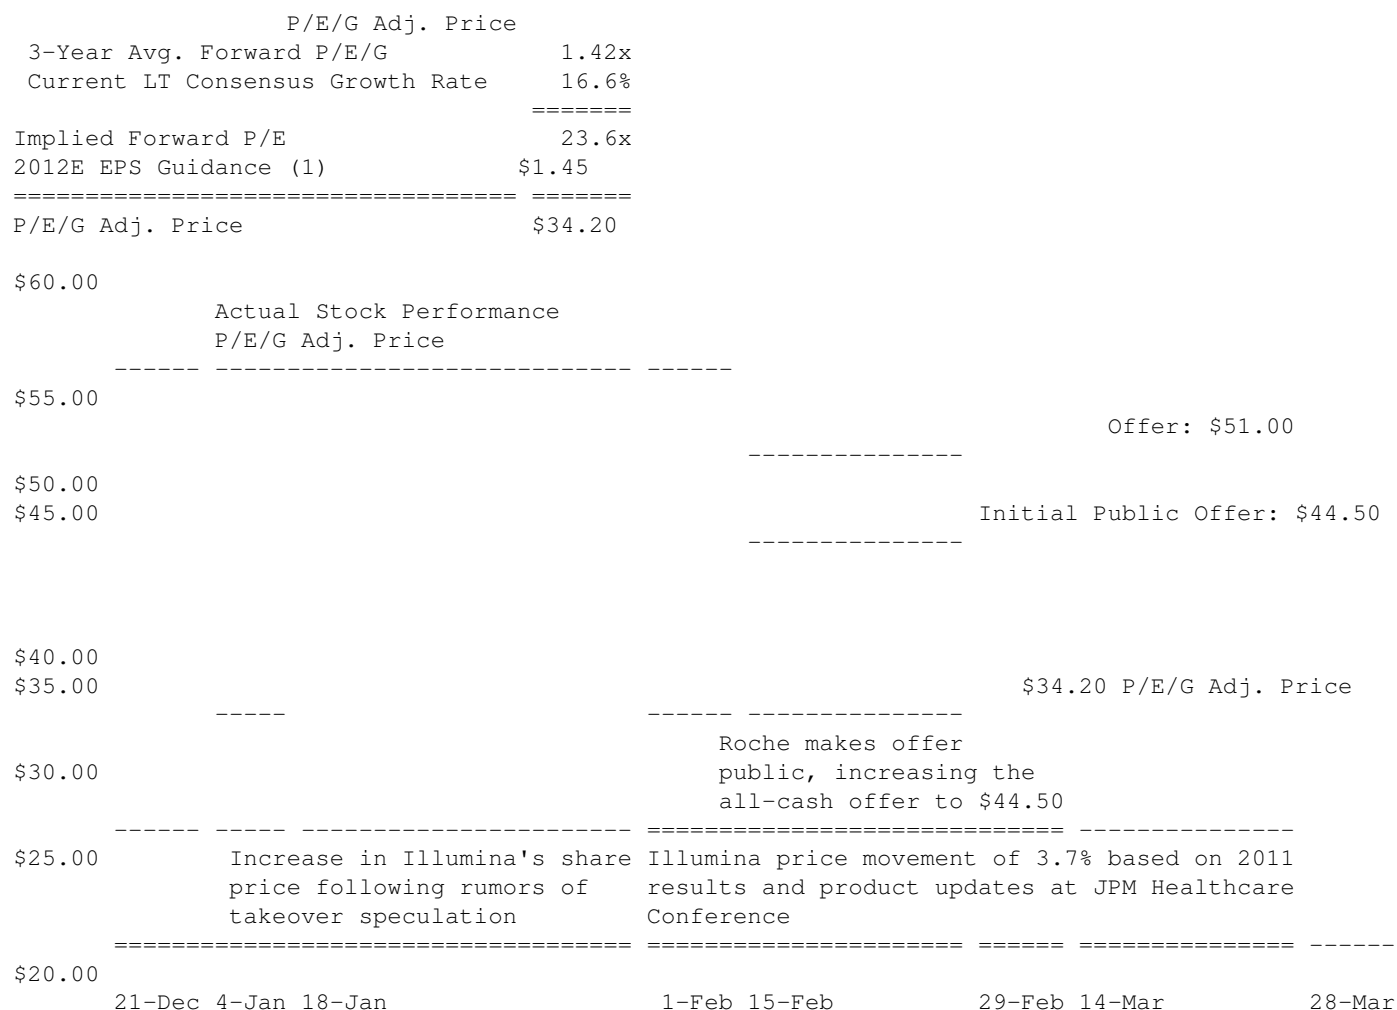 P/E/G Adj. Price
3-Year Avg. Forward P/E/G 1.42x
Current LT Consensus Growth Rate 16.6%
=======
Implied Forward P/E 23.6x
2012E EPS Guidance (1) $1.45
=================================== =======
P/E/G Adj. Price $34.20
$60.00
Actual Stock Performance
P/E/G Adj. Price
------ ----------------------------- ------
$55.00
Offer: $51.00
---------------
$50.00
$45.00 Initial Public Offer: $44.50
---------------
$40.00
$35.00 $34.20 P/E/G Adj. Price
----- ------ ---------------
Roche makes offer
$30.00 public, increasing the
all-cash offer to $44.50
------ ----- ----------------------- ============================= ---------------
$25.00 Increase in Illumina's share Illumina price movement of 3.7% based on 2011
price following rumors of results and product updates at JPM Healthcare
takeover speculation Conference
==================================== ====================== ====== =============== ------
$20.00
21-Dec 4-Jan 18-Jan 1-Feb 15-Feb 29-Feb 14-Mar 28-Mar